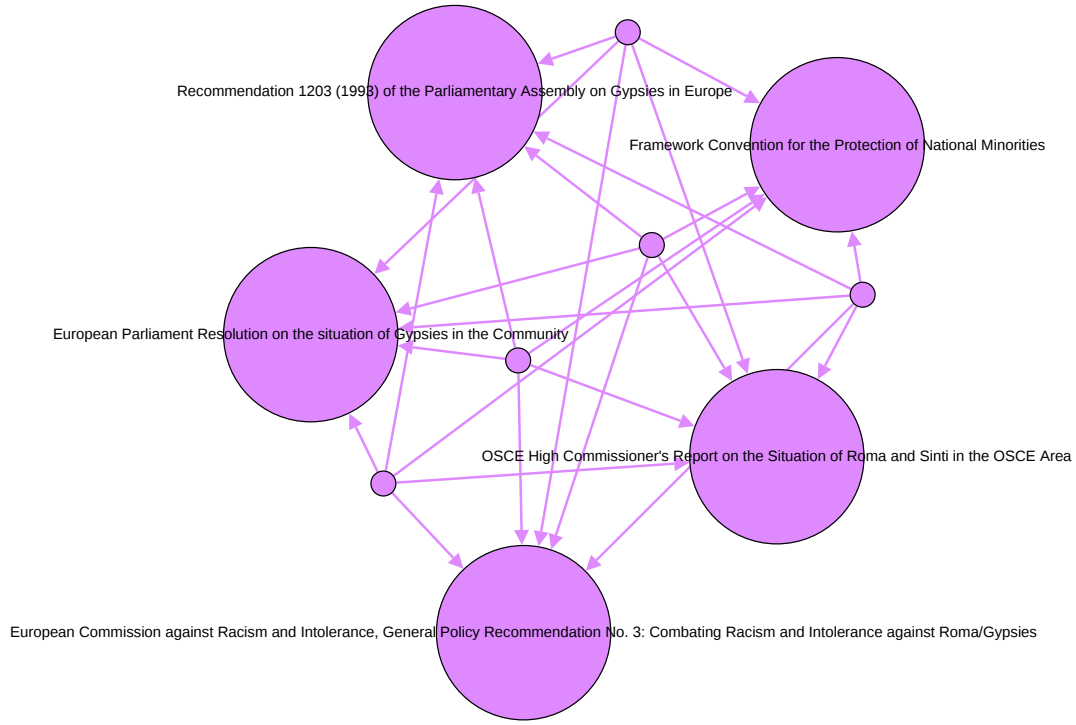 Recommendation 1203 (1993) of the Parliamentary Assembly on Gypsies in Europe
Framework Convention for the Protection of National Minorities
European Parliament Resolution on the situation of Gypsies in the Community
OSCE High Commissioner's Report on the Situation of Roma and Sinti in the OSCE Area
European Commission against Racism and Intolerance, General Policy Recommendation No. 3: Combating Racism and Intolerance against Roma/Gypsies